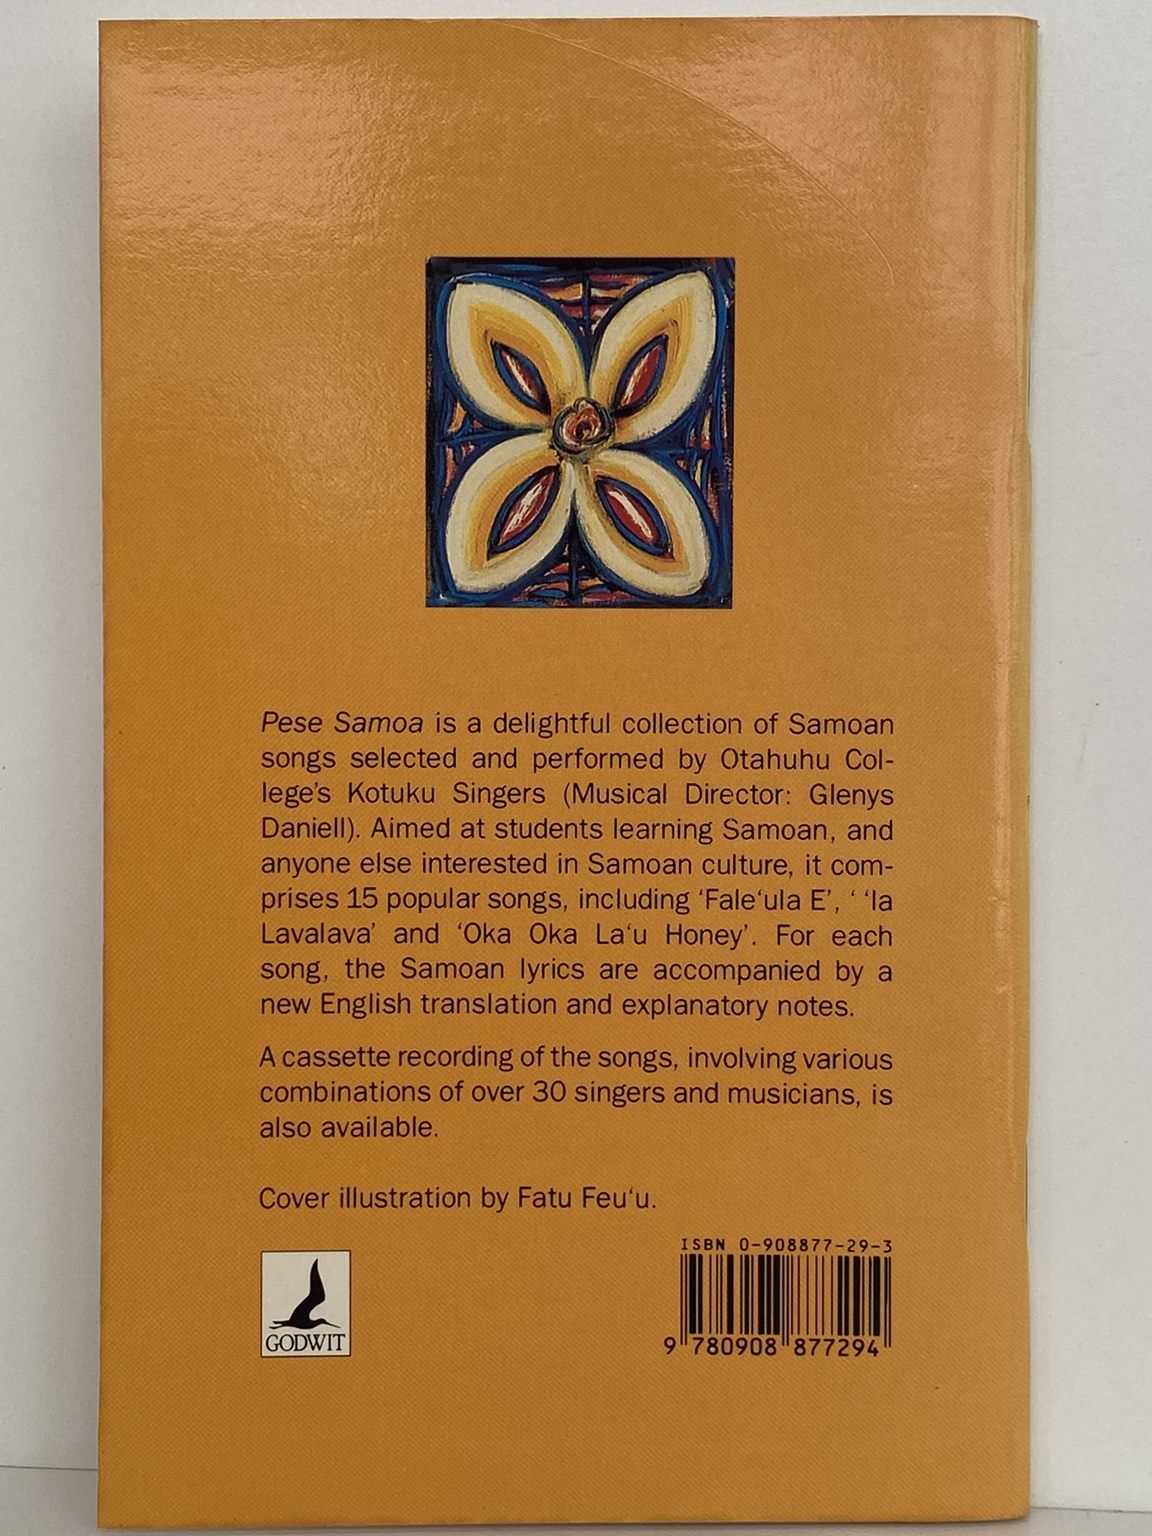 Pese Samoa is a delightful collection of Samoan
songs selected and performed by Otahuhu Col-
lege's Kotuku Singers (Musical Director: Glenys
Daniell). Aimed at students learning Samoan, and
anyone else interested in Samoan culture, it com-
prises 15 popular songs, including ‘Fale‘ula E’, ‘ ‘Ia
Lavalava’ and ‘Oka Oka La‘u Honey’. For each
song, the Samoan lyrics are accompanied by a
new English translation and explanatory notes.
A cassette recording of the songs, involving various
combinations of over 30 singers and musicians, is
also available.
Cover illustration by Fatu Feu‘u.
ISBN 0-908877-29-3
GODWIT
9 780908 877294